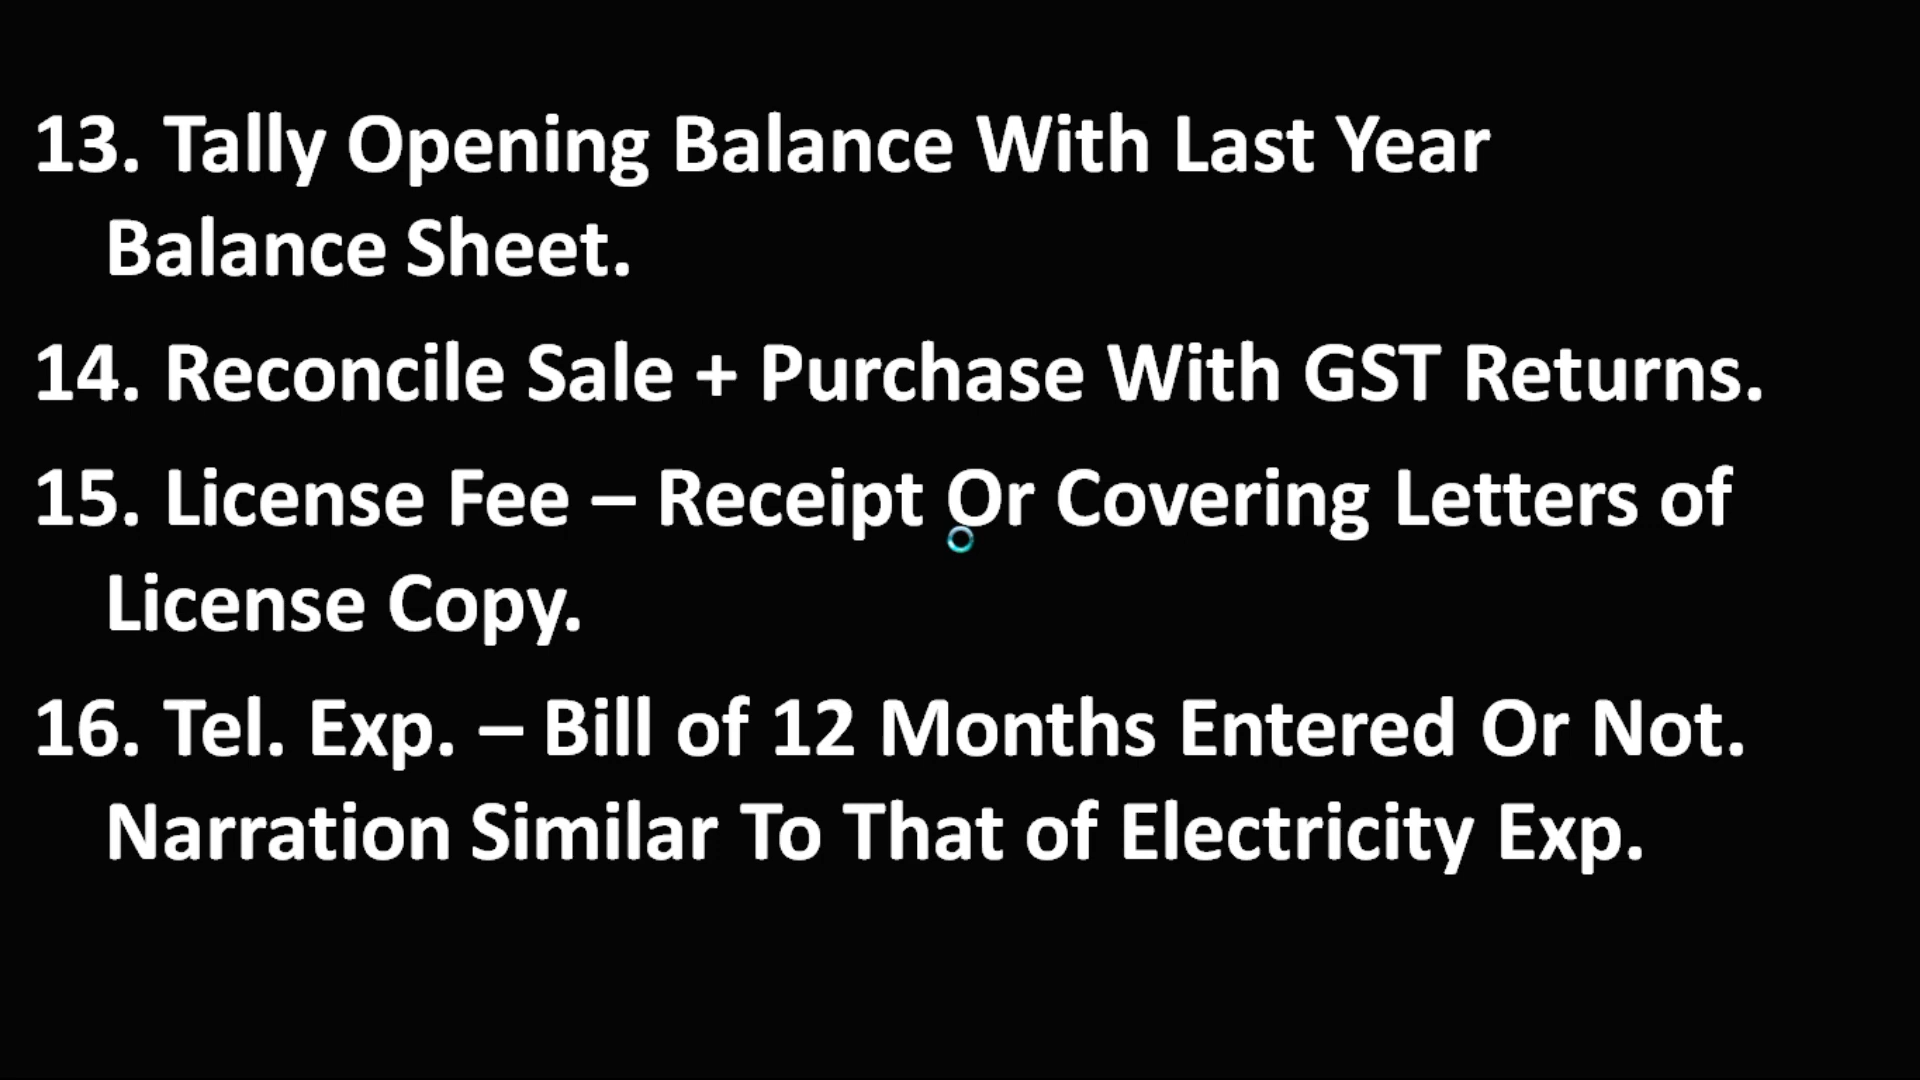 13. Tally Opening Balance With Last Year
Balance Sheet.
14. Reconcile Sale + Purchase With GST Returns.
15. License Fee – Receipt Or Covering Letters of
License Copy.
16. Tel. Exp. – Bill of 12 Months Entered Or Not.
Narration Similar To That of Electricity Exp.